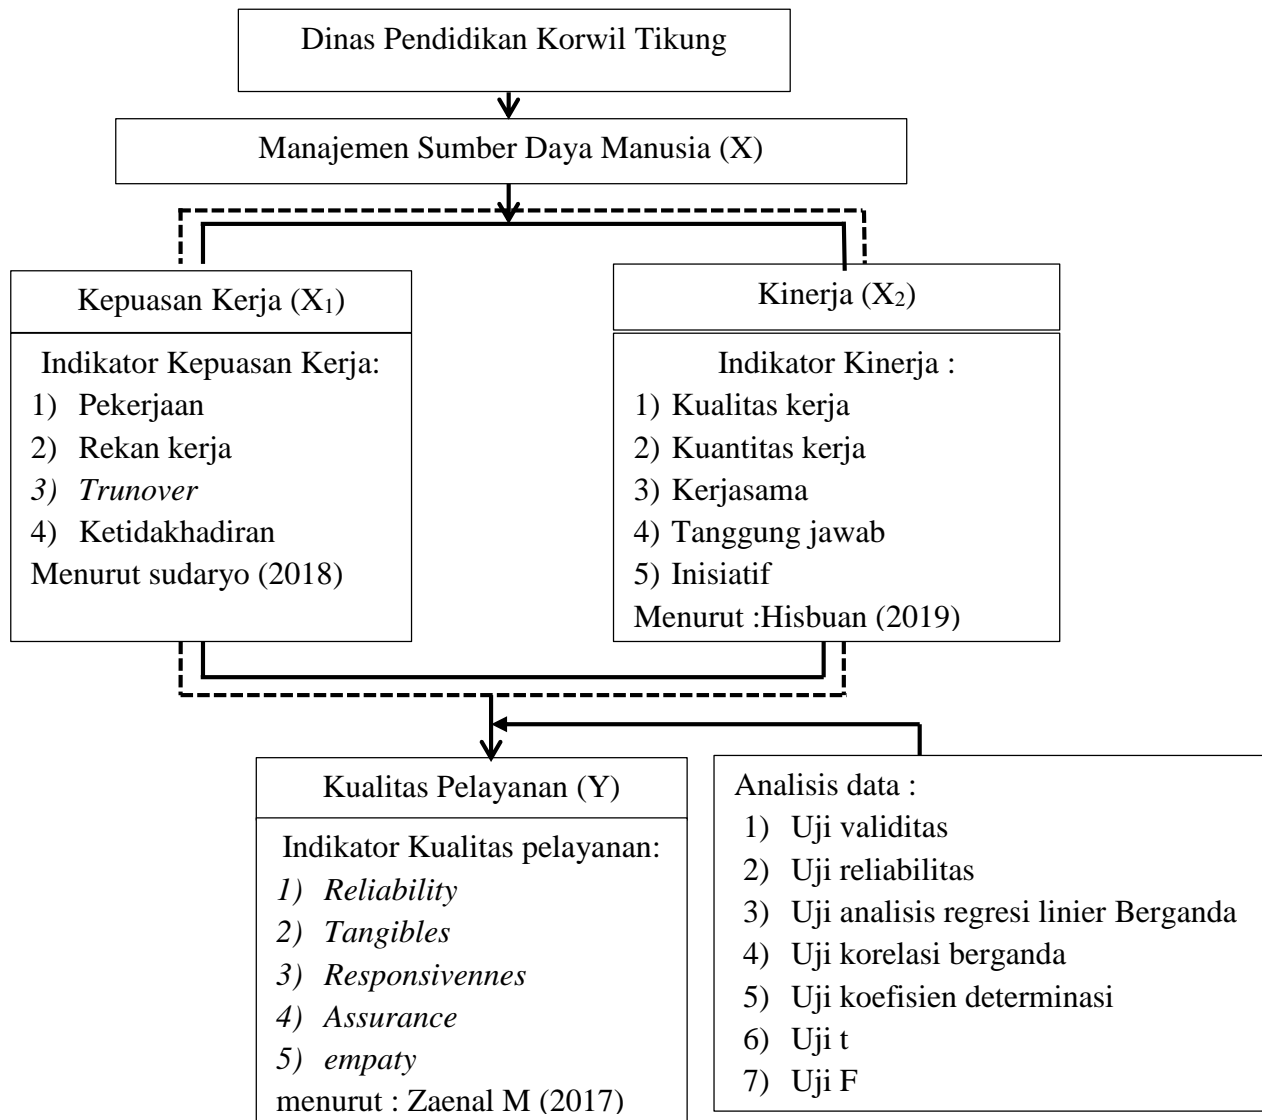 Dinas Pendidikan Korwil Tikung
Manajemen Sumber Daya Manusia (X)
Kepuasan Kerja (X₁)
Indikator Kepuasan Kerja:
1) Pekerjaan
2) Rekan kerja
3) Trunover
4) Ketidakhadiran
Menurut sudaryo (2018)
Kinerja (X₂)
Indikator Kinerja :
1) Kualitas kerja
2) Kuantitas kerja
3) Kerjasama
4) Tanggung jawab
5) Inisiatif
Menurut :Hisbuan (2019)
Kualitas Pelayanan (Y)
Indikator Kualitas pelayanan:
1) Reliability
2) Tangibles
3) Responsivennes
4) Assurance
5) empaty
menurut : Zaenal M (2017)
Analisis data :
1) Uji validitas
2) Uji reliabilitas
3) Uji analisis regresi linier Berganda
4) Uji korelasi berganda
5) Uji koefisien determinasi
6) Uji t
7) Uji F